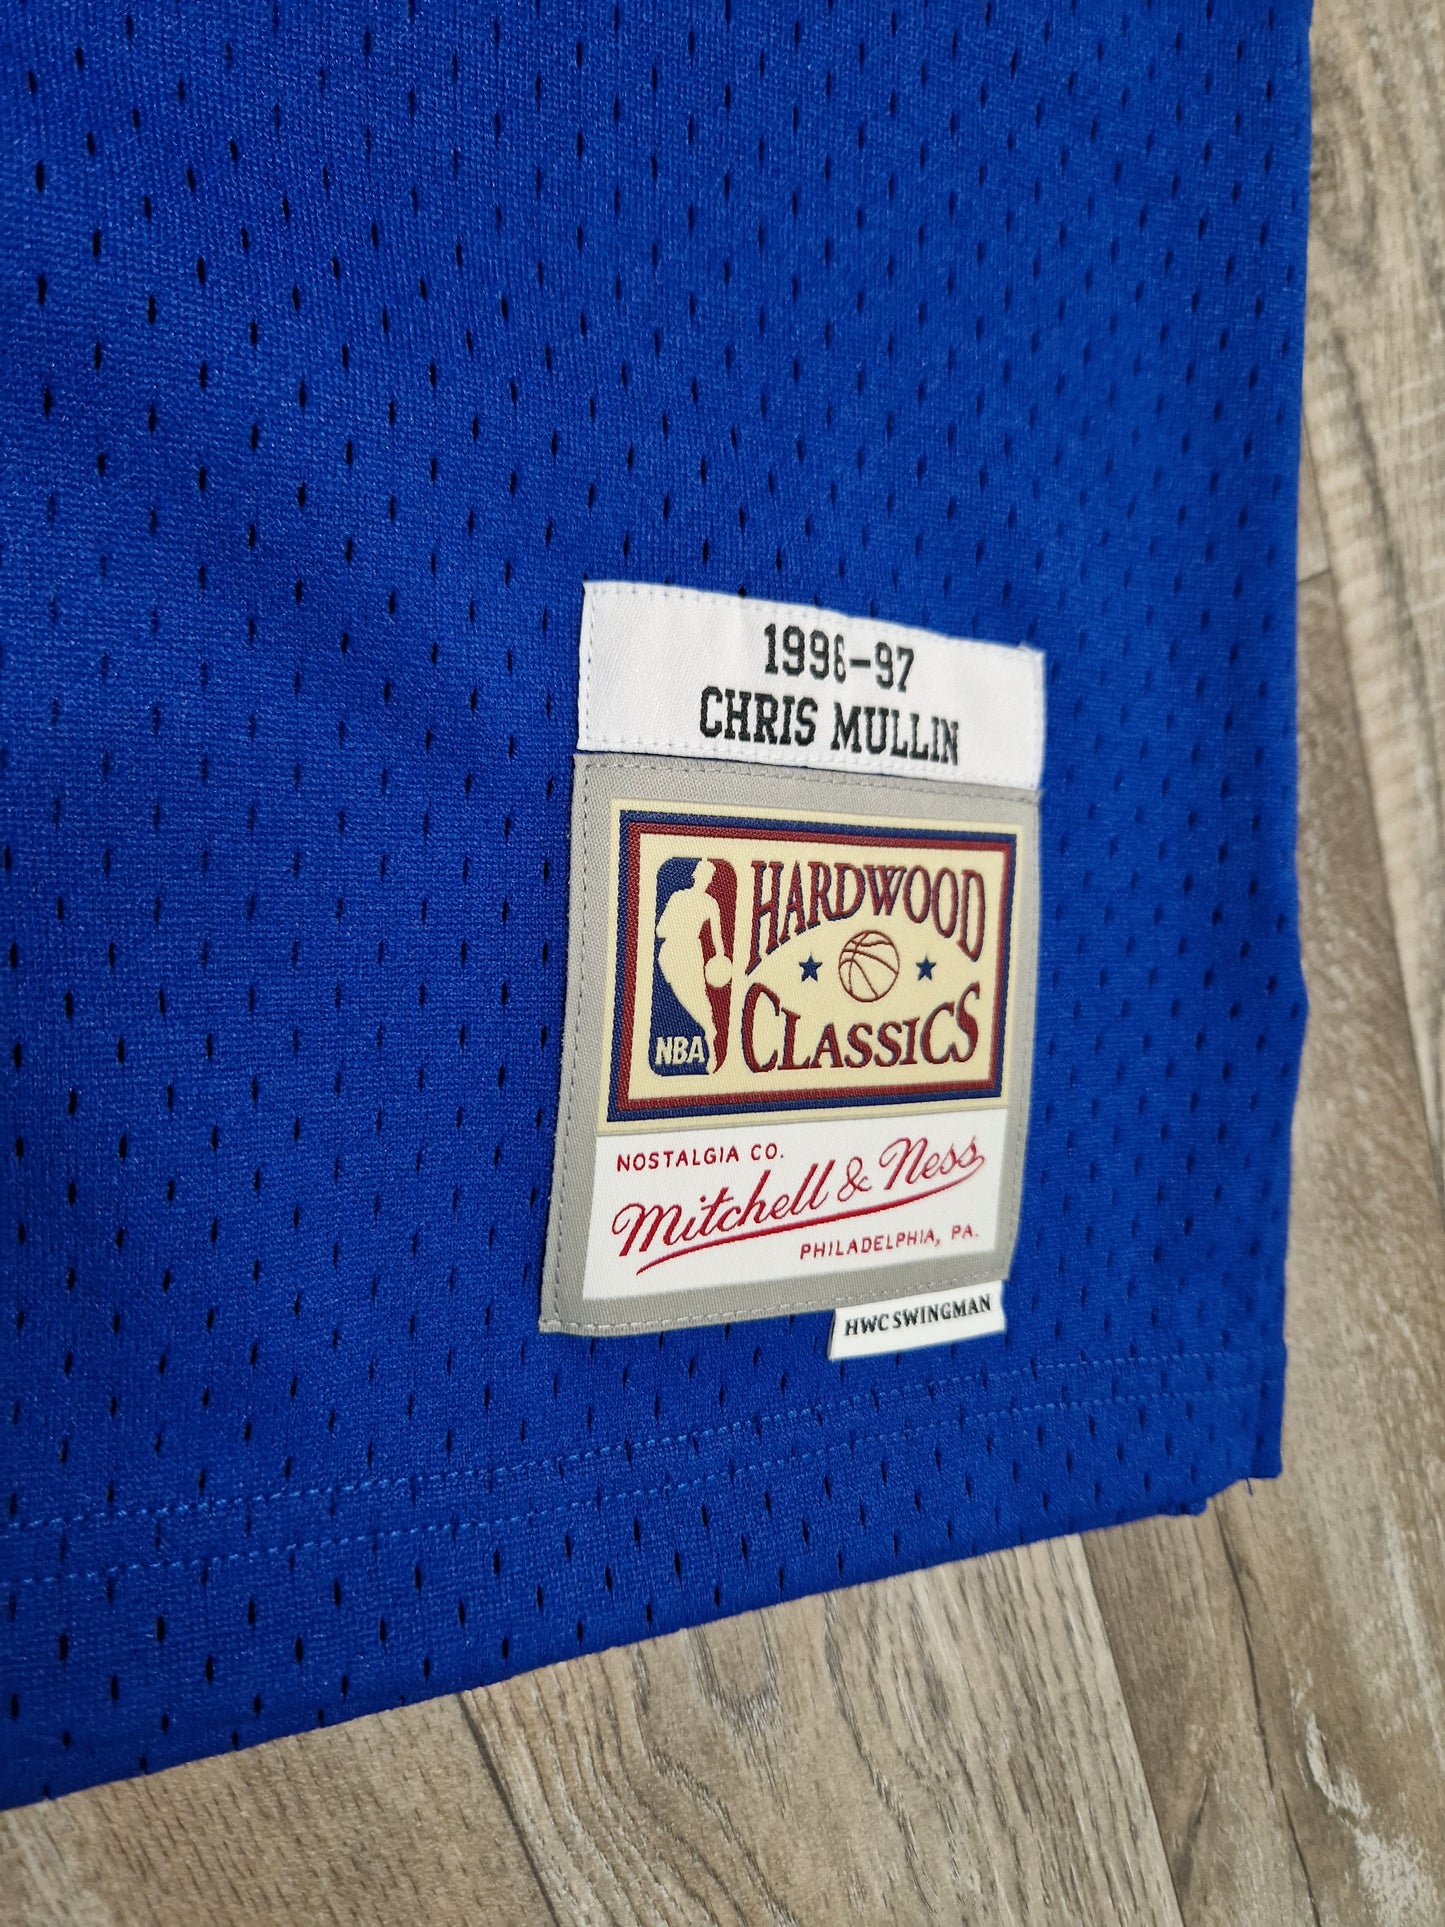 1996-97
CHRIS MULLIN
HARDWOOD
CLASSICS
NBA
NOSTALGIA CO.
Mitchell & Ness
PHILADELPHIA, PA.
HWC SWINGMAN